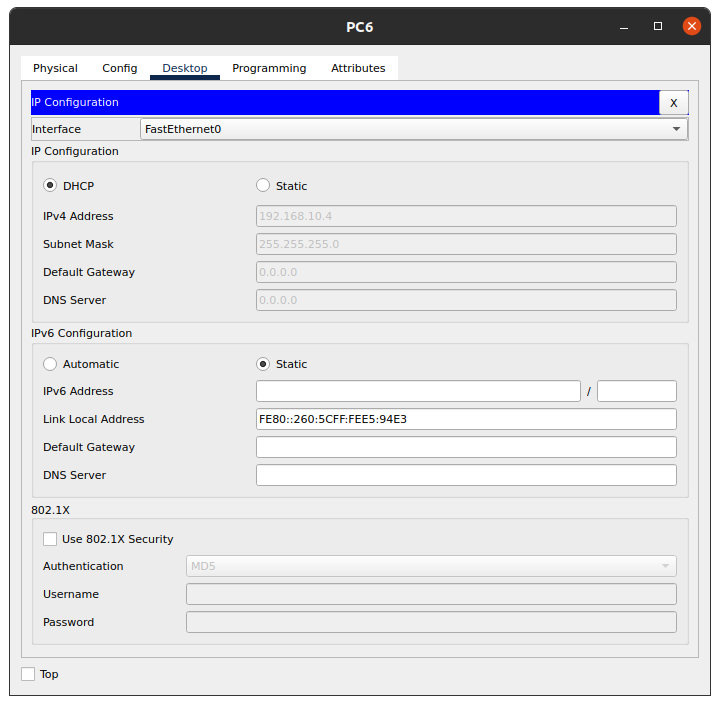 PC6
Physical Config Desktop Programming Attributes
IP Configuration X
Interface FastEthernet0
IP Configuration
DHCP Static
IPv4 Address 192.168.10.4
Subnet Mask 255.255.255.0
Default Gateway 0.0.0.0
DNS Server 0.0.0.0
IPv6 Configuration
Automatic Static
IPv6 Address /
Link Local Address FE80::260:5CFF:FEE5:94E3
Default Gateway
DNS Server
802.1X
Use 802.1X Security
Authentication MD5
Username
Password
Top